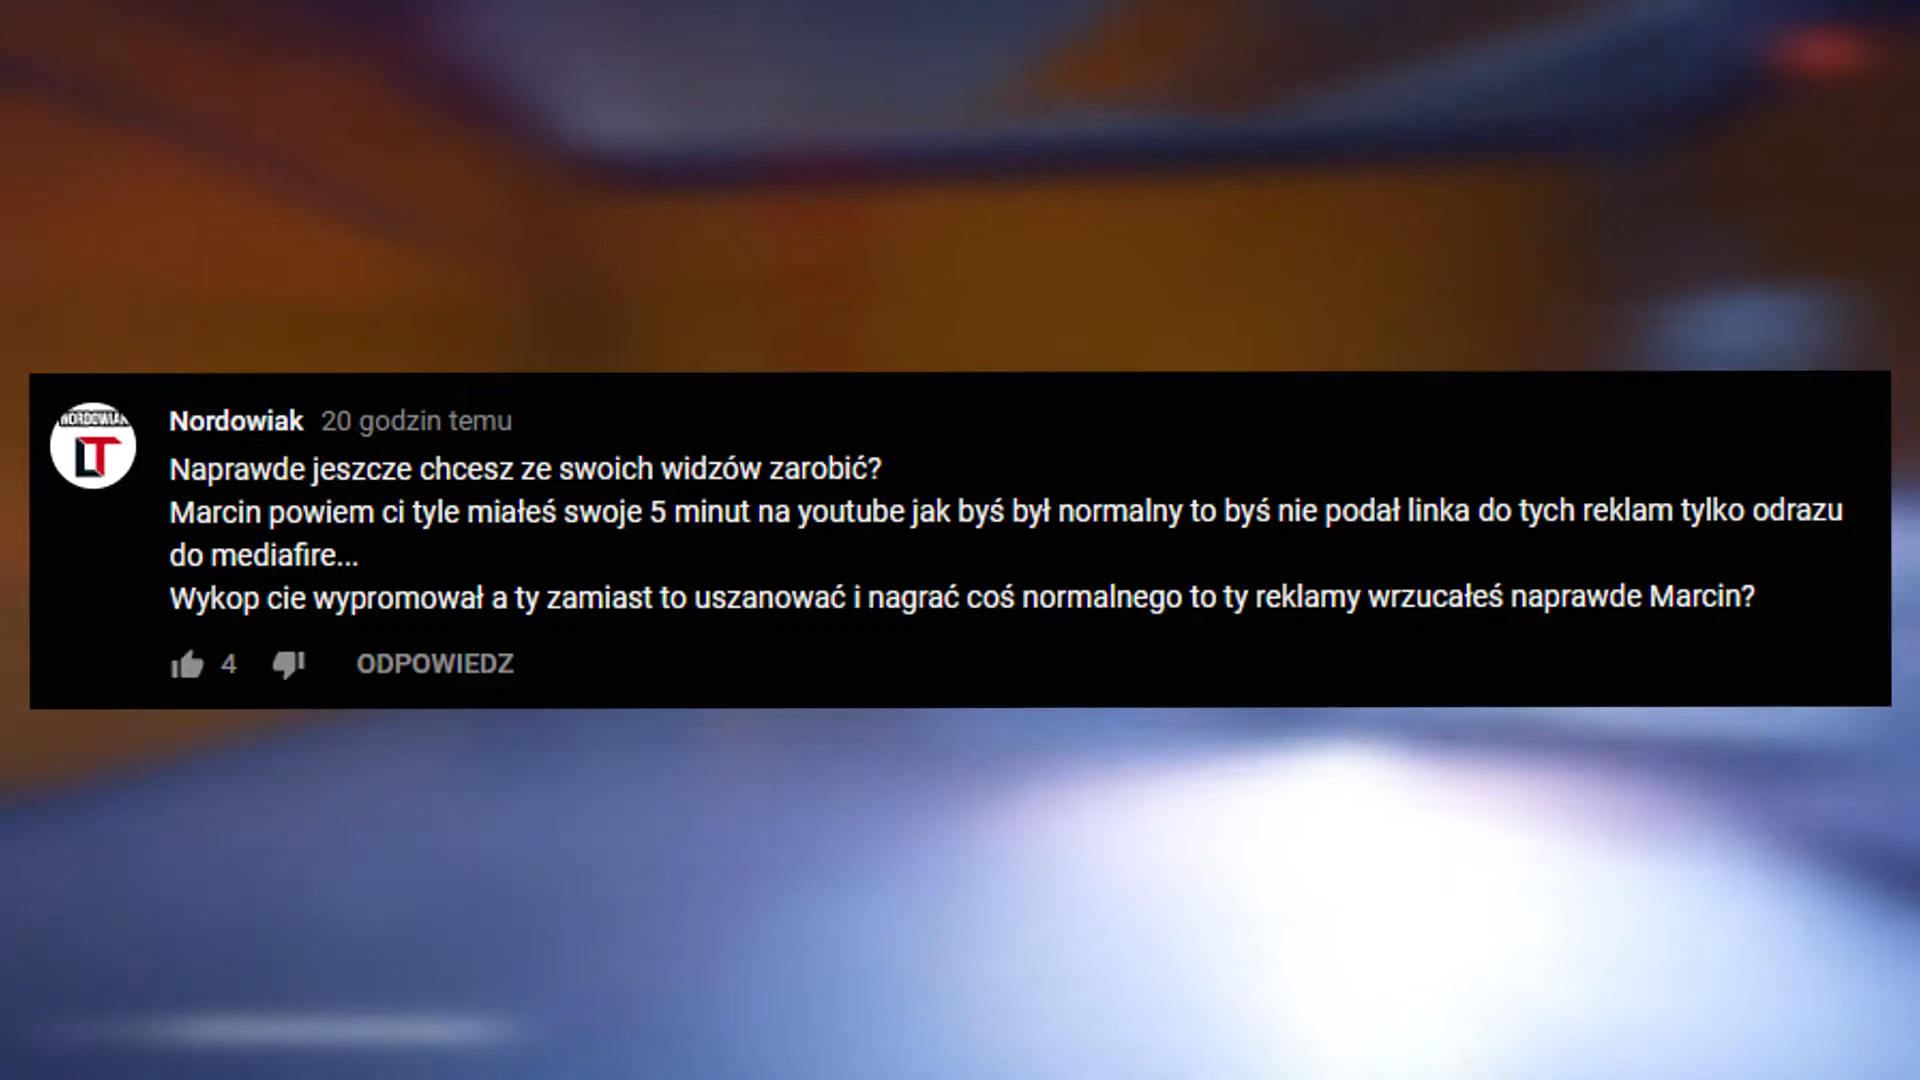 NORDOWIAK
LT
Nordowiak 20 godzin temu
Naprawde jeszcze chcesz ze swoich widzów zarobić?
Marcin powiem ci tyle miałeś swoje 5 minut na youtube jak byś był normalny to byś nie podał linka do tych reklam tylko odrazu
do mediafire...
Wykop cie wypromował a ty zamiast to uszanować i nagrać coś normalnego to ty reklamy wrzucałeś naprawde Marcin?
4 ODPOWIEDZ